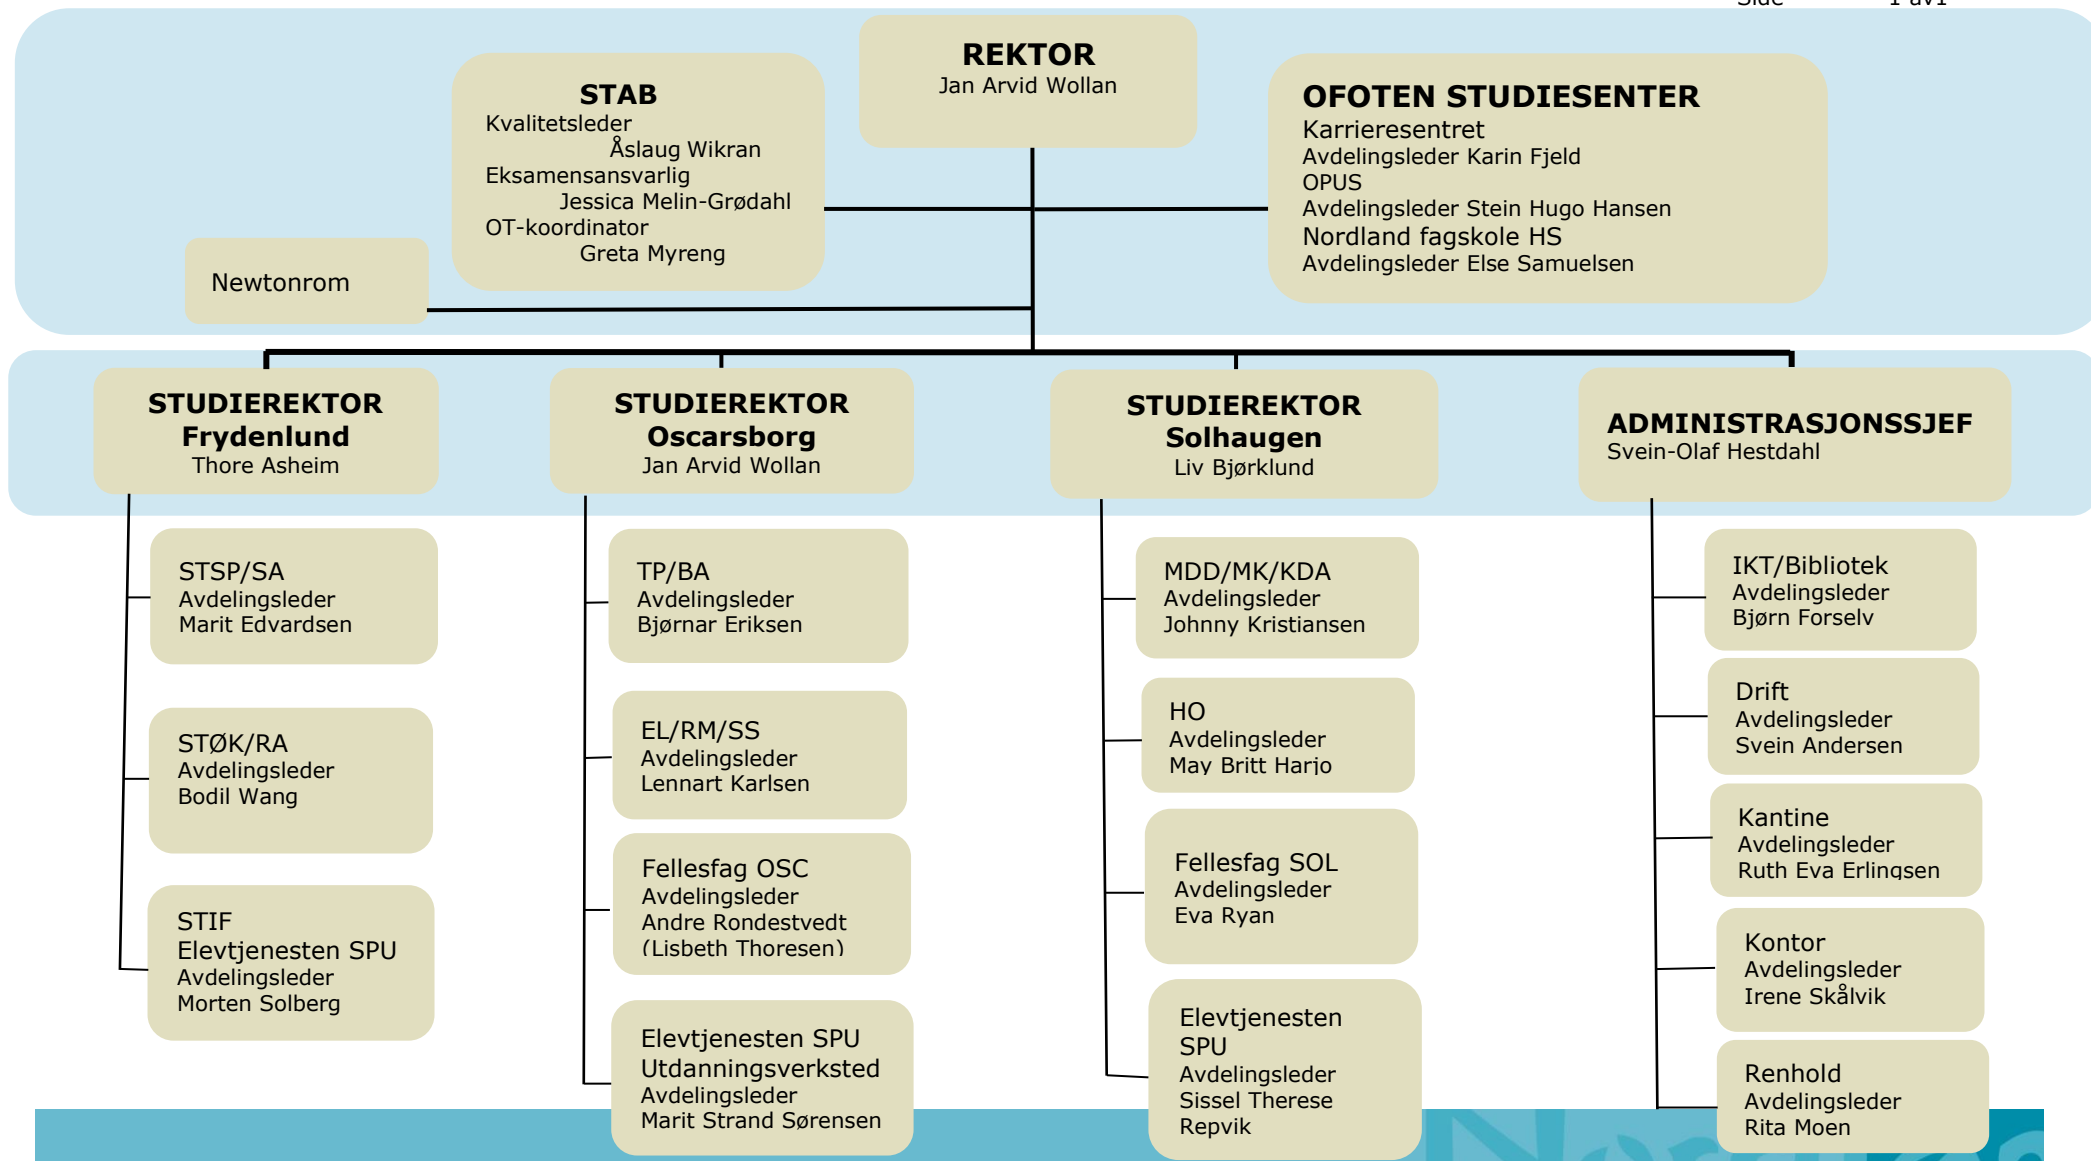 Side 1 av1
REKTOR
Jan Arvid Wollan
STAB
Kvalitetsleder
Åslaug Wikran
Eksamensansvarlig
Jessica Melin-Grødahl
OT-koordinator
Greta Myreng
OFOTEN STUDIESENTER
Karrieresentret
Avdelingsleder Karin Fjeld
OPUS
Avdelingsleder Stein Hugo Hansen
Nordland fagskole HS
Avdelingsleder Else Samuelsen
Newtonrom
STUDIEREKTOR
Frydenlund
Thore Asheim
STUDIEREKTOR
Oscarsborg
Jan Arvid Wollan
STUDIEREKTOR
Solhaugen
Liv Bjørklund
ADMINISTRASJONSSJEF
Svein-Olaf Hestdahl
STSP/SA
Avdelingsleder
Marit Edvardsen
STØK/RA
Avdelingsleder
Bodil Wang
STIF
Elevtjenesten SPU
Avdelingsleder
Morten Solberg
TP/BA
Avdelingsleder
Bjørnar Eriksen
EL/RM/SS
Avdelingsleder
Lennart Karlsen
Fellesfag OSC
Avdelingsleder
Andre Rondestvedt
(Lisbeth Thoresen)
Elevtjenesten SPU
Utdanningsverksted
Avdelingsleder
Marit Strand Sørensen
MDD/MK/KDA
Avdelingsleder
Johnny Kristiansen
HO
Avdelingsleder
May Britt Harjo
Fellesfag SOL
Avdelingsleder
Eva Ryan
Elevtjenesten
SPU
Avdelingsleder
Sissel Therese
Repvik
IKT/Bibliotek
Avdelingsleder
Bjørn Forselv
Drift
Avdelingsleder
Svein Andersen
Kantine
Avdelingsleder
Ruth Eva Erlingsen
Kontor
Avdelingsleder
Irene Skålvik
Renhold
Avdelingsleder
Rita Moen